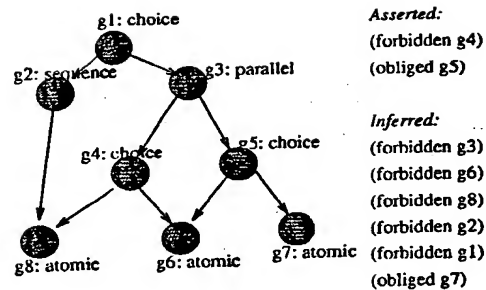 g1: choice
g2: sequence
g3: parallel
g4: choice
g5: choice
g8: atomic
g6: atomic
g7: atomic
Asserted:
(forbidden g4)
(obliged g5)
Inferred:
(forbidden g3)
(forbidden g6)
(forbidden g8)
(forbidden g2)
(forbidden g1)
(obliged g7)